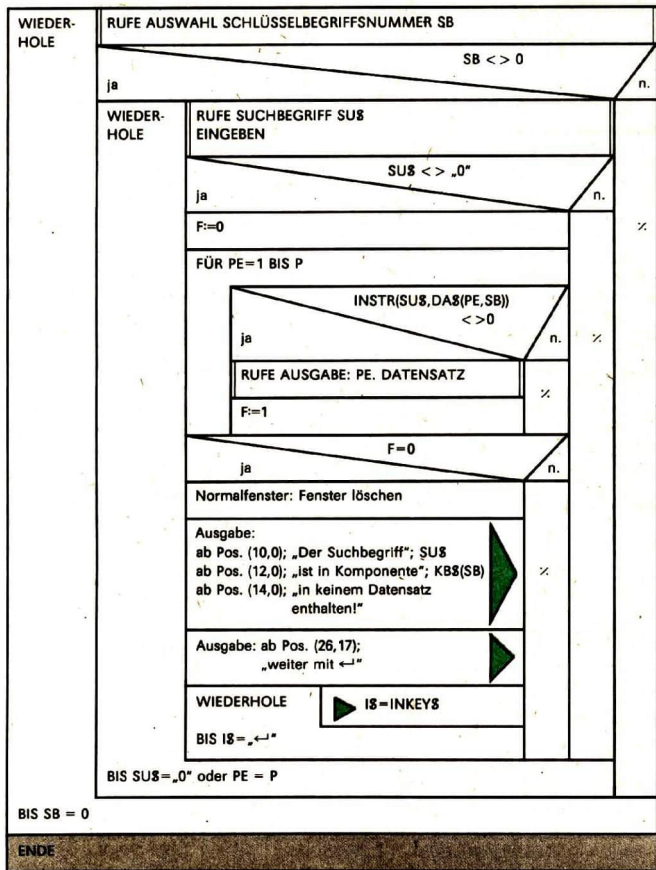 WIEDER-
HOLE
RUFE AUSWAHL SCHLÜSSELBEGRIFFSNUMMER SB
SB < > 0
ja
n.
WIEDER-
HOLE
RUFE SUCHBEGRIFF SU$
EINGEBEN
SU$ < > „0“
ja
n.
F:=0
٪
FÜR PE=1 BIS P
INSTR(SU$,DA$(PE,SB))
< >0
ja
n.
٪
RUFE AUSGABE: PE. DATENSATZ
٪
F:=1
F=0
ja
n.
Normalfenster: Fenster löschen
Ausgabe:
ab Pos. (10,0); „Der Suchbegriff“; SU$
ab Pos. (12,0); „ist in Komponente“; KB$(SB)
٪
ab Pos. (14,0); „in keinem Datensatz
enthalten!“
Ausgabe: ab Pos. (26,17);
„weiter mit ↵“
WIEDERHOLE
I$=INKEY$
BIS I$=„↵“
BIS SU$=„0“ oder PE = P
BIS SB = 0
ENDE